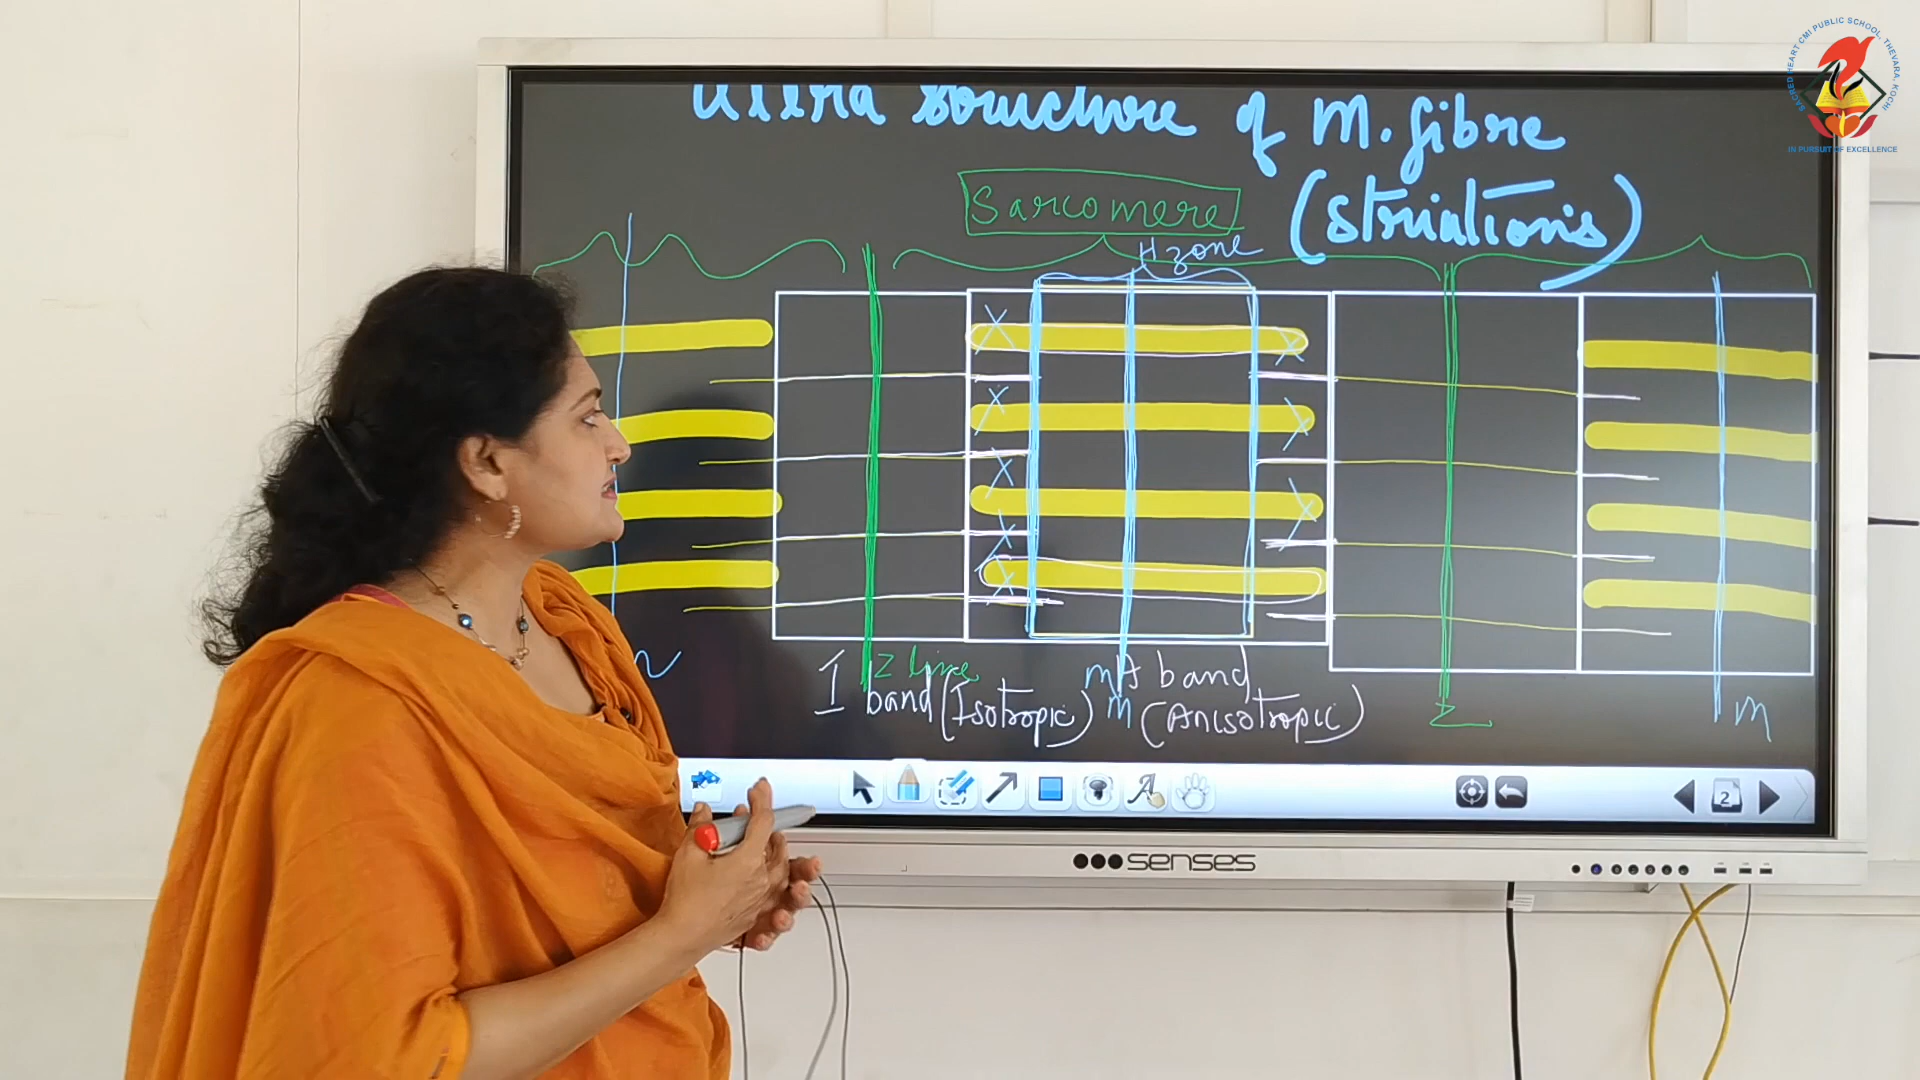 Ultra structure of M. fibre
(striations)
Sarcomere
H zone
Z line
I band (Isotropic)
m
m
A band
(Anisotropic)
Z
m
2
senses
SACRED HEART CMI PUBLIC SCHOOL, THEVARA, KOCHI
IN PURSUIT OF EXCELLENCE